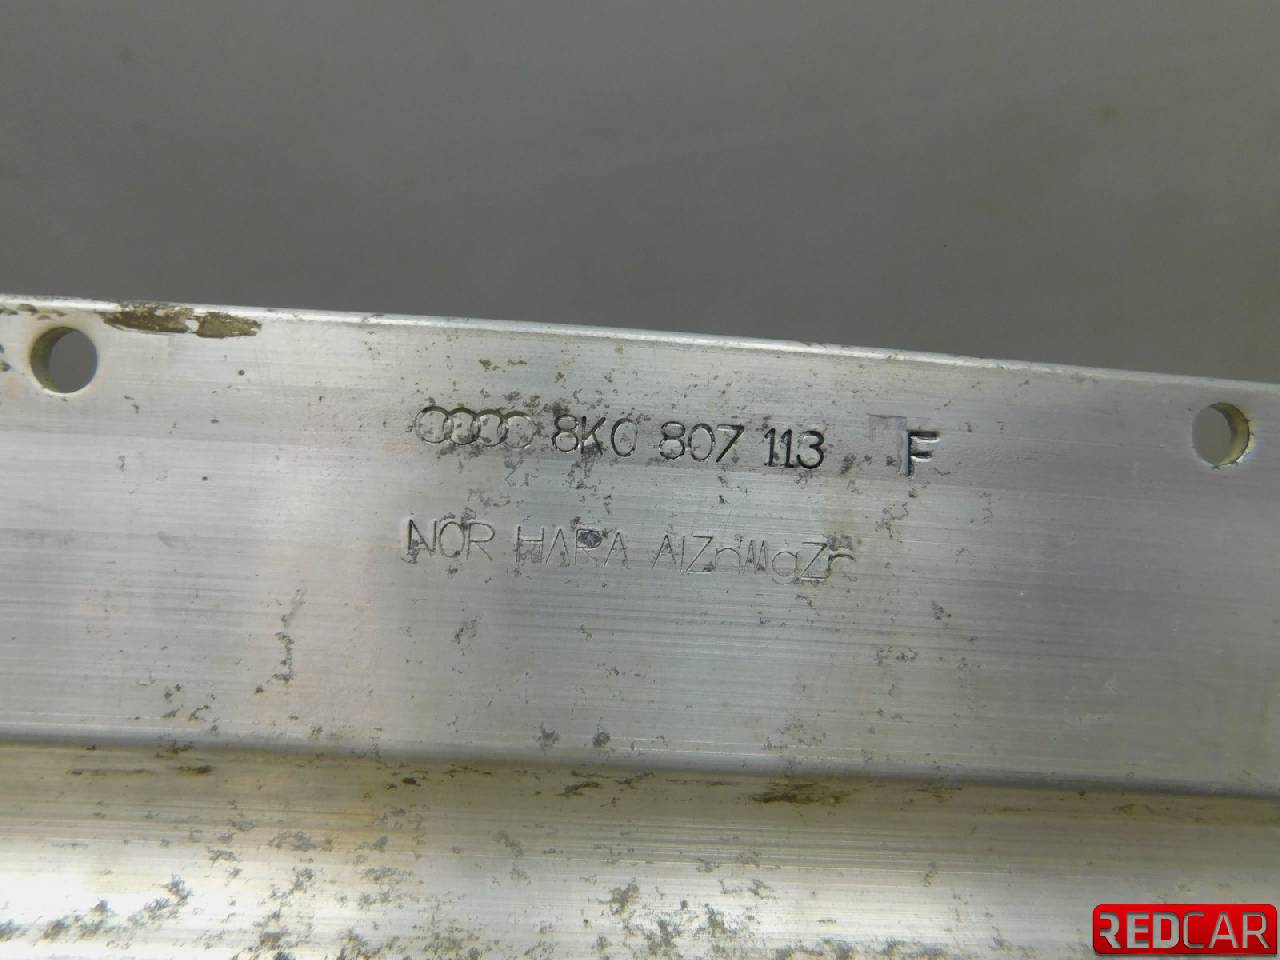 8K0 807 113 F
NOR HARA AlZnMgZr
REDCAR